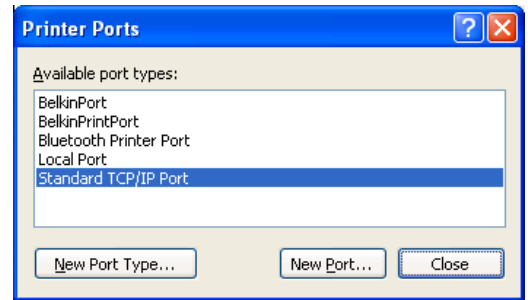 Printer Ports
Available port types:
BelkinPort
BelkinPrintPort
Bluetooth Printer Port
Local Port
Standard TCP/IP Port
New Port Type... New Port... Close